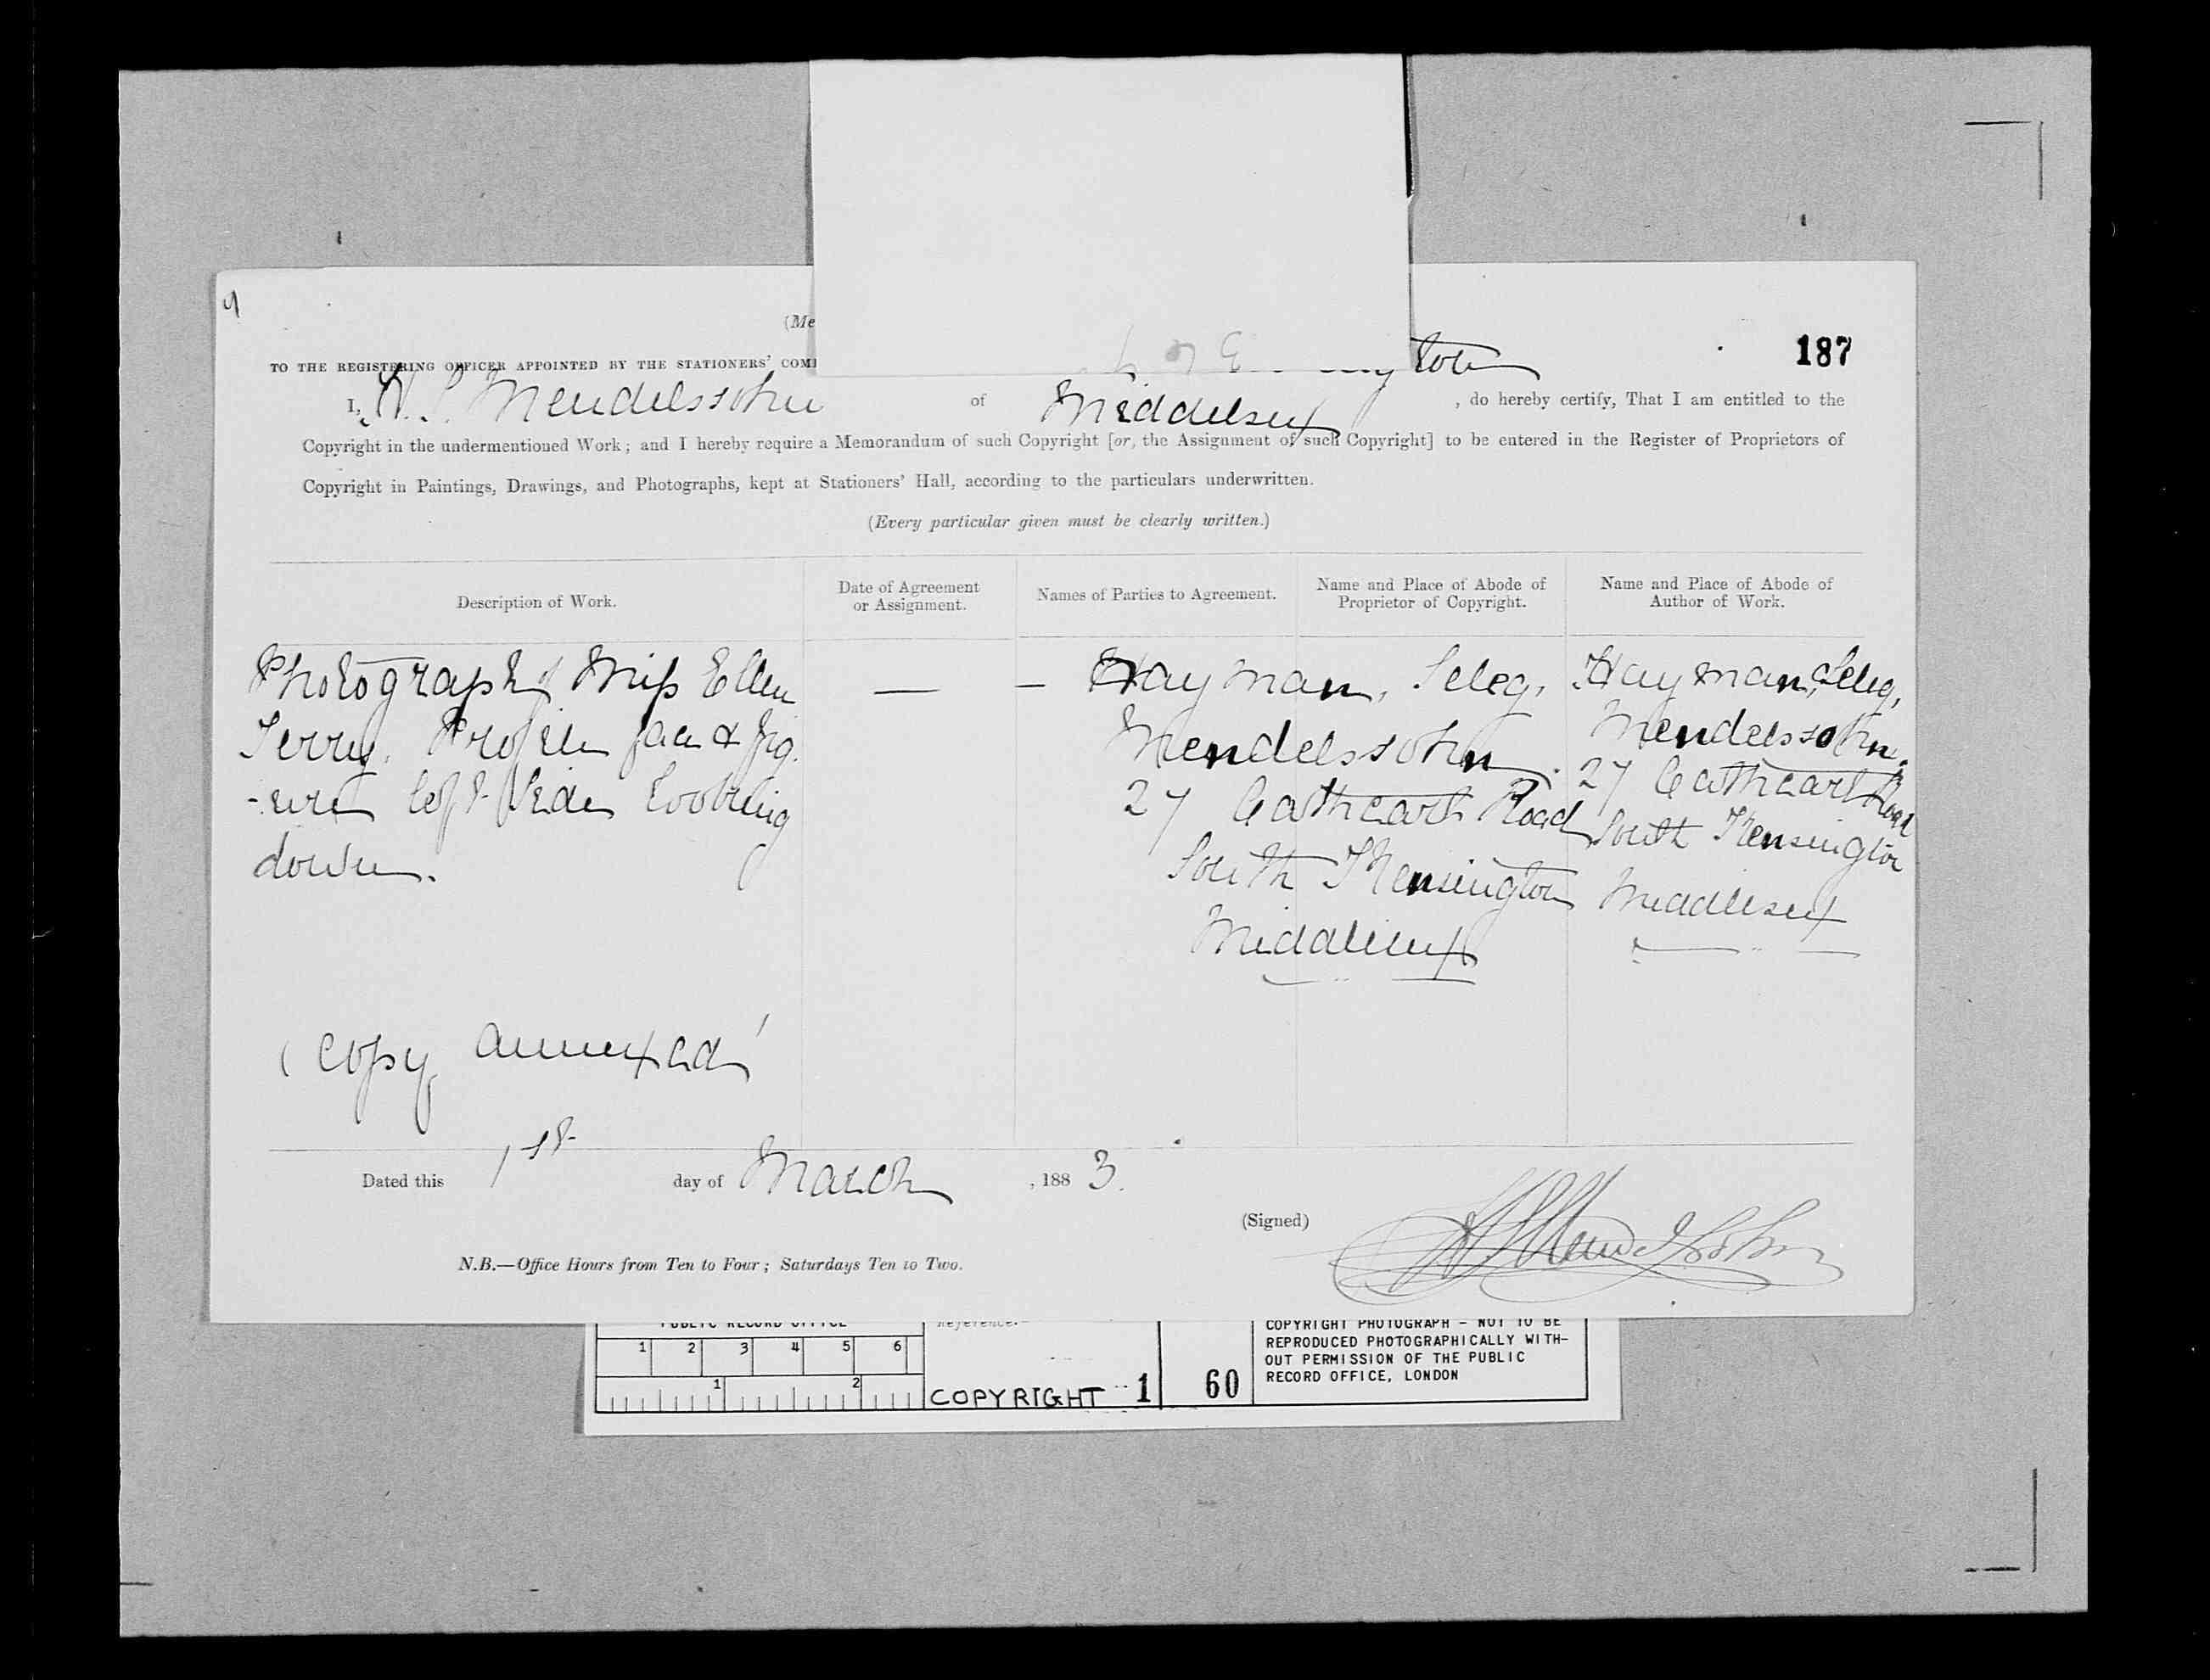 187
(Me
TO THE REGISTERING OFFICER APPOINTED BY THE STATIONERS' COM
I, H. S. Mendelssohn of Middelsex , do hereby certify, That I am entitled to the
Copyright in the undermentioned Work; and I hereby require a Memorandum of such Copyright [or, the Assignment of such Copyright] to be entered in the Register of Proprietors of
Copyright in Paintings, Drawings, and Photographs, kept at Stationers' Hall, according to the particulars underwritten.
(Every particular given must be clearly written.)
Description of Work.
Date of Agreement
or Assignment.
Names of Parties to Agreement.
Name and Place of Abode of
Proprietor of Copyright.
Name and Place of Abode of
Author of Work.
Photograph of Miss Ellen
Terry. Profile face & fig.
-ure left side looking
down.
(copy annexed)
— —
Hayman, Seleg,
Mendelssohn.
27 Cathcart Road
South Kensington
Middlesex
Hayman, Seleg,
Mendelssohn.
27 Cathcart Road
South Kensington
Middlesex
Dated this 1st day of March , 188 3.
(Signed) H S Mendelssohn
N.B.—Office Hours from Ten to Four; Saturdays Ten to Two.
PUBLIC RECORD OFFICE
1 2 3 4 5 6
1 2
Reference:-
COPYRIGHT 1
60
COPYRIGHT PHOTOGRAPH - NOT TO BE
REPRODUCED PHOTOGRAPHICALLY WITH-
OUT PERMISSION OF THE PUBLIC
RECORD OFFICE, LONDON